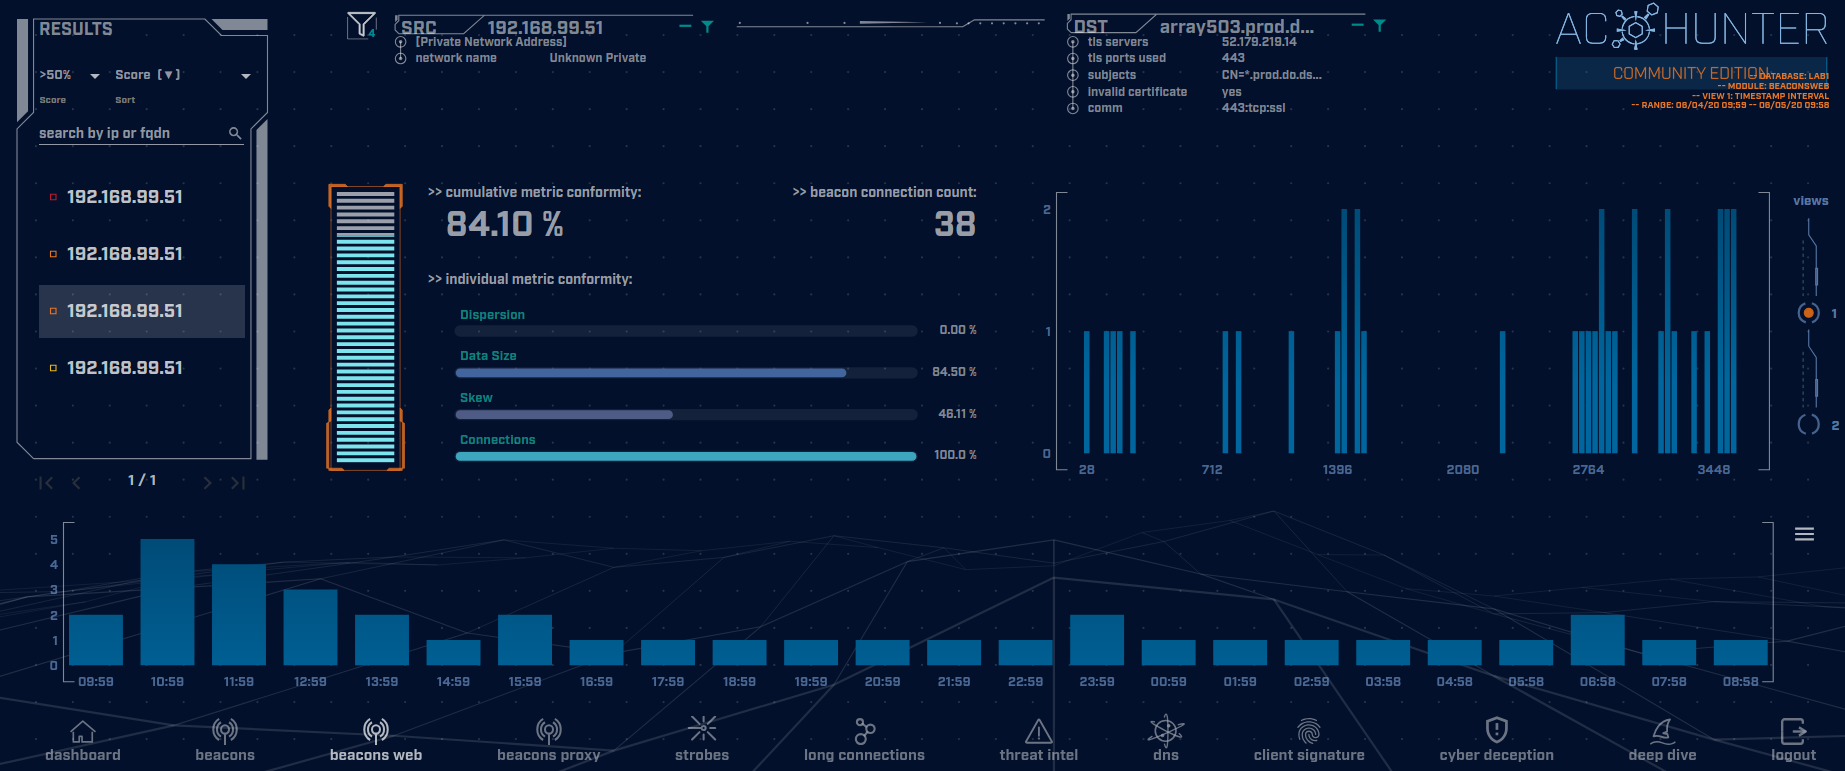 RESULTS
>50%
Score [▼]
Score
Sort
search by ip or fqdn
192.168.99.51
192.168.99.51
192.168.99.51
192.168.99.51
1 / 1
4
SRC 192.168.99.51
[Private Network Address]
network name Unknown Private
DST array503.prod.d...
tls servers 52.179.219.14
tls ports used 443
subjects CN=*.prod.do.ds...
invalid certificate yes
comm 443:tcp:ssl
AC HUNTER
COMMUNITY EDITION
-- DATABASE: LAB1
-- MODULE: BEACONSWEB
-- VIEW 1: TIMESTAMP INTERVAL
-- RANGE: 06/04/20 09:59 -- 06/05/20 09:58
>> cumulative metric conformity:
84.10 %
>> beacon connection count:
38
>> individual metric conformity:
Dispersion
0.00 %
Data Size
84.50 %
Skew
46.11 %
Connections
100.0 %
2
1
0
28 712 1396 2080 2764 3448
views
1
2
5
4
3
2
1
0
09:59 10:59 11:59 12:59 13:59 14:59 15:59 16:59 17:59 18:59 19:59 20:59 21:59 22:59 23:59 00:59 01:59 02:59 03:58 04:58 05:58 06:58 07:58 08:58
dashboard beacons beacons web beacons proxy strobes long connections threat intel dns client signature cyber deception deep dive logout